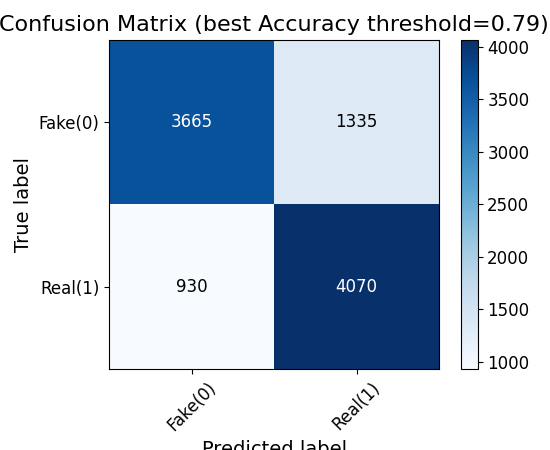 Confusion Matrix (best Accuracy threshold=0.79)
4000
3500
3000
2500
2000
1500
1000
True label
Fake(0)
3665
1335
Real(1)
930
4070
Fake(0)
Real(1)
Predicted label